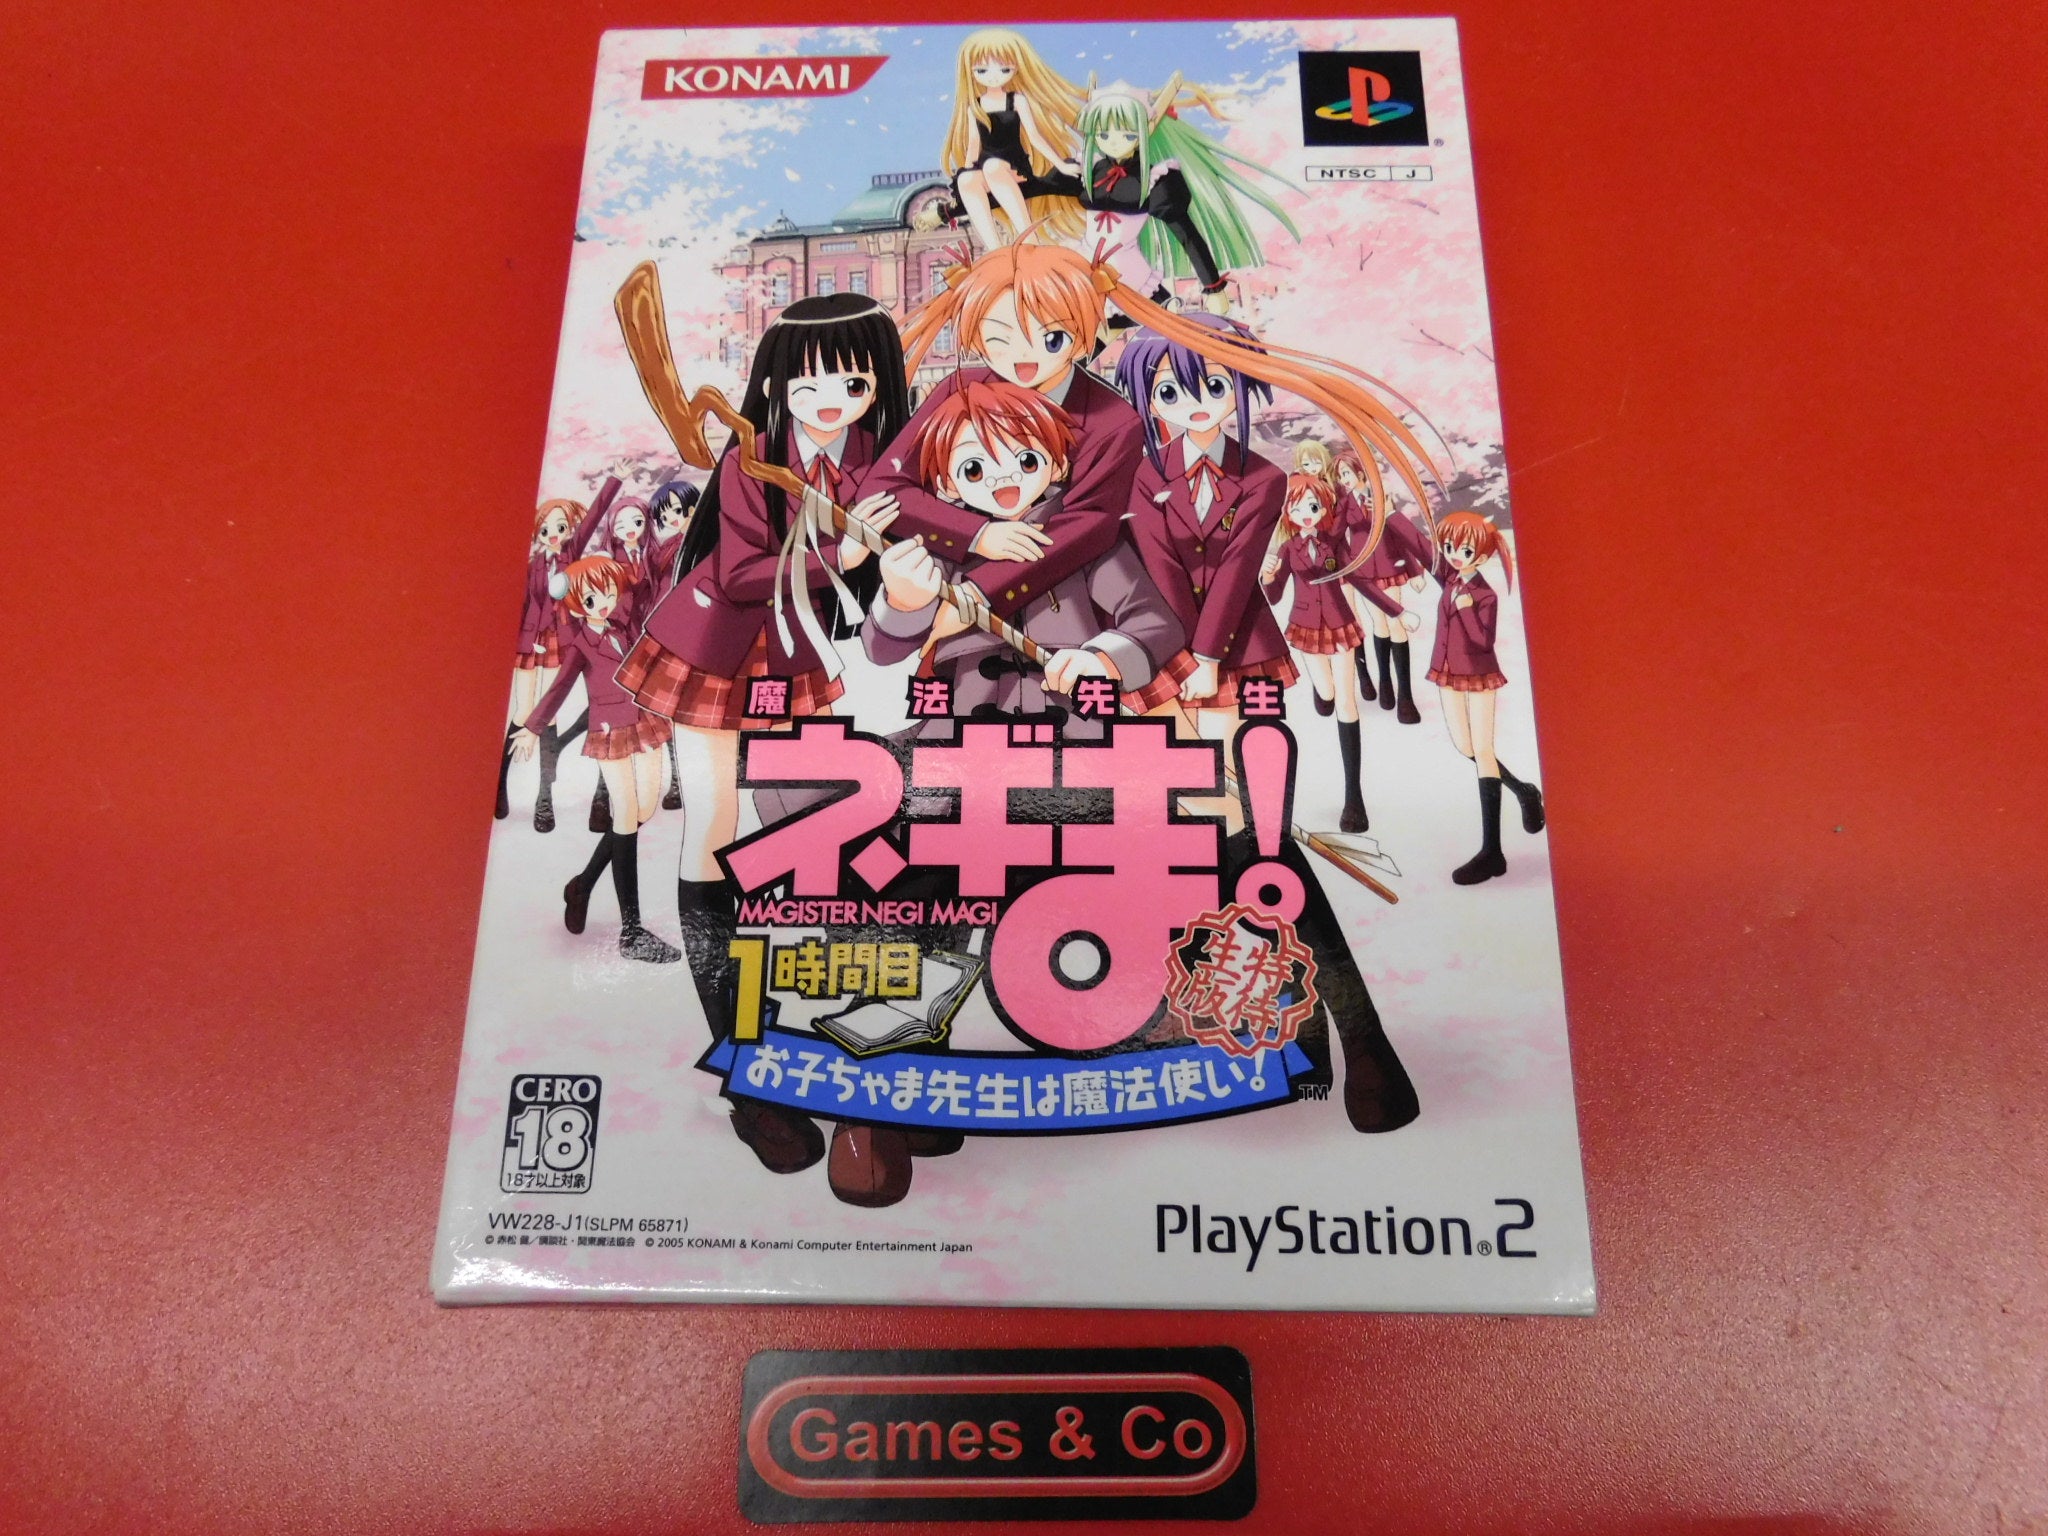 KONAMI
NTSC J
魔法先生
ネギま!
MAGISTER NEGI MAGI
1時間目
特待
生版
お子ちゃま先生は魔法使い!
TM
CERO
18
18才以上対象
VW228-J1(SLPM 65871)
© 赤松 健/講談社・関東魔法協会 © 2005 KONAMI & Konami Computer Entertainment Japan
PlayStation®2
Games & Co